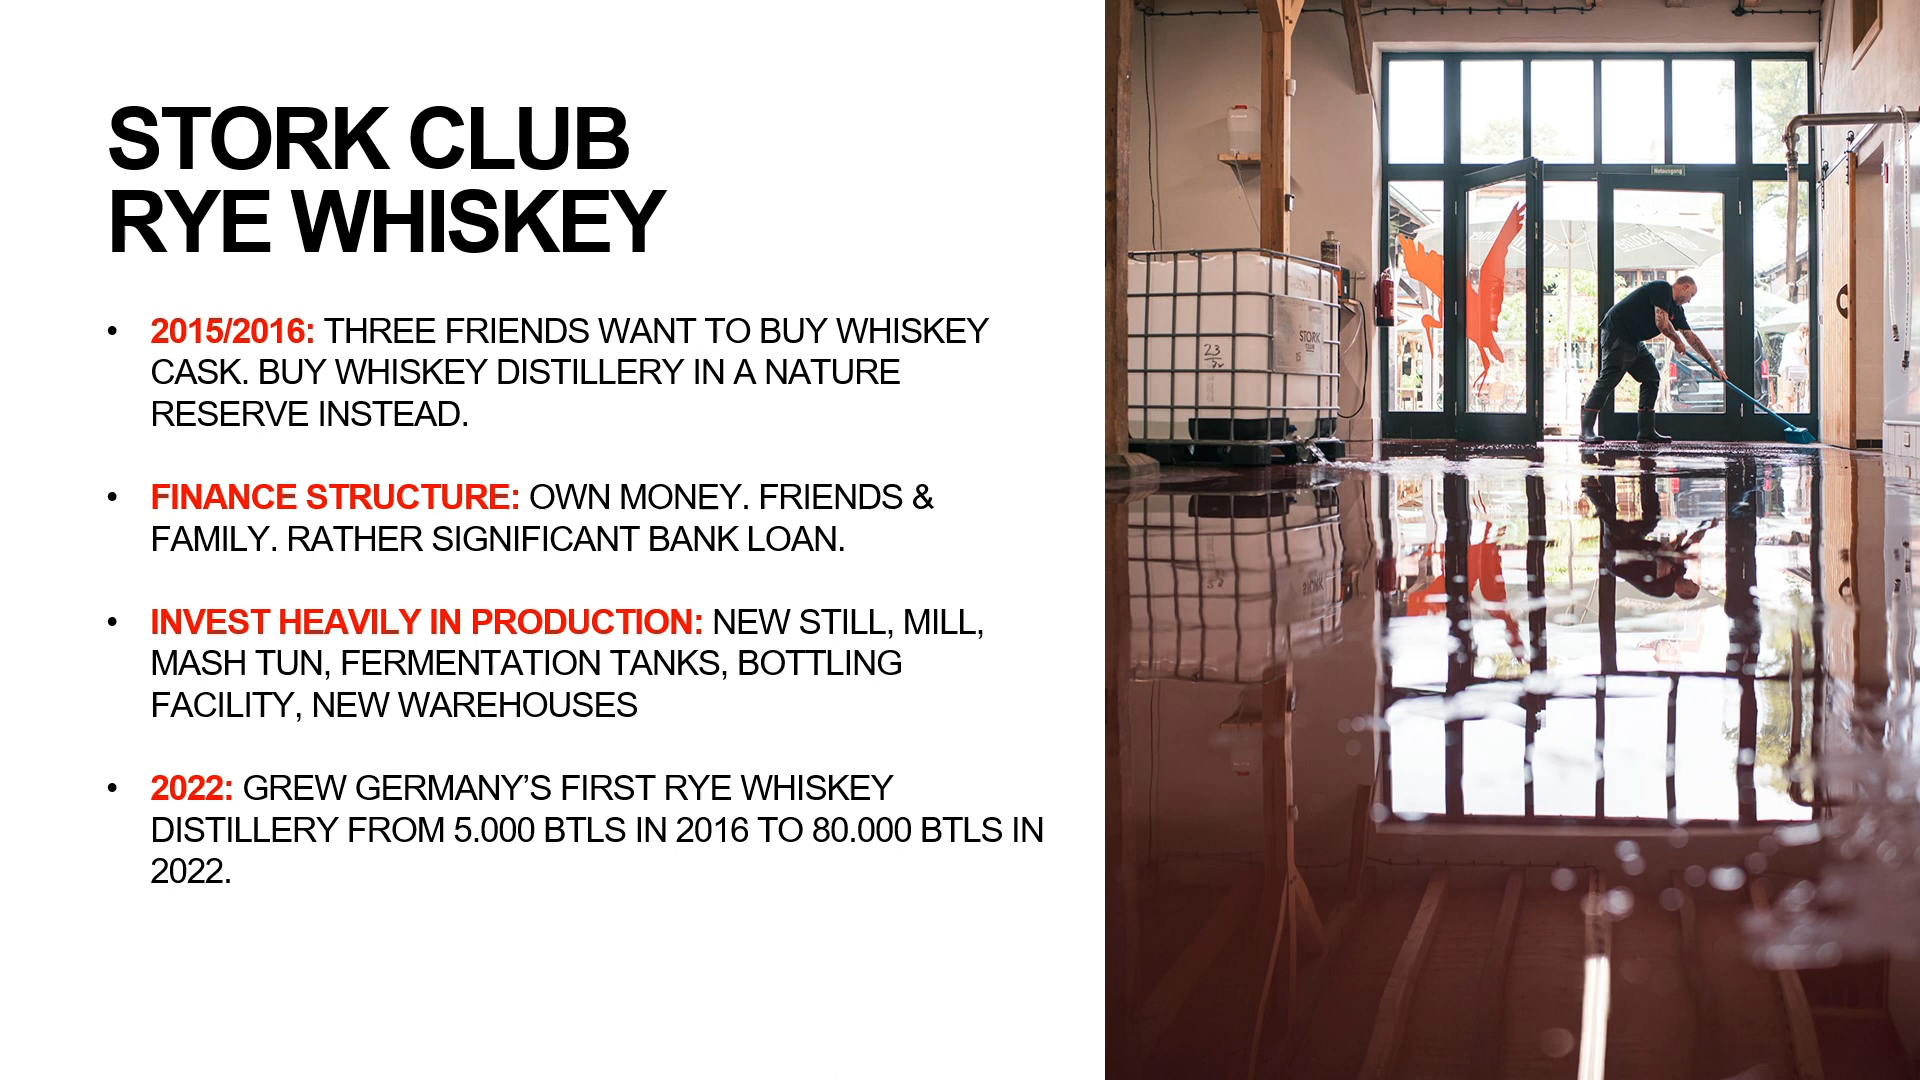 STORK CLUB
RYE WHISKEY
• 2015/2016: THREE FRIENDS WANT TO BUY WHISKEY
CASK. BUY WHISKEY DISTILLERY IN A NATURE
RESERVE INSTEAD.
• FINANCE STRUCTURE: OWN MONEY. FRIENDS &
FAMILY. RATHER SIGNIFICANT BANK LOAN.
• INVEST HEAVILY IN PRODUCTION: NEW STILL, MILL,
MASH TUN, FERMENTATION TANKS, BOTTLING
FACILITY, NEW WAREHOUSES
• 2022: GREW GERMANY’S FIRST RYE WHISKEY
DISTILLERY FROM 5.000 BTLS IN 2016 TO 80.000 BTLS IN
2022.
Notausgang
STORK
CLUB
23